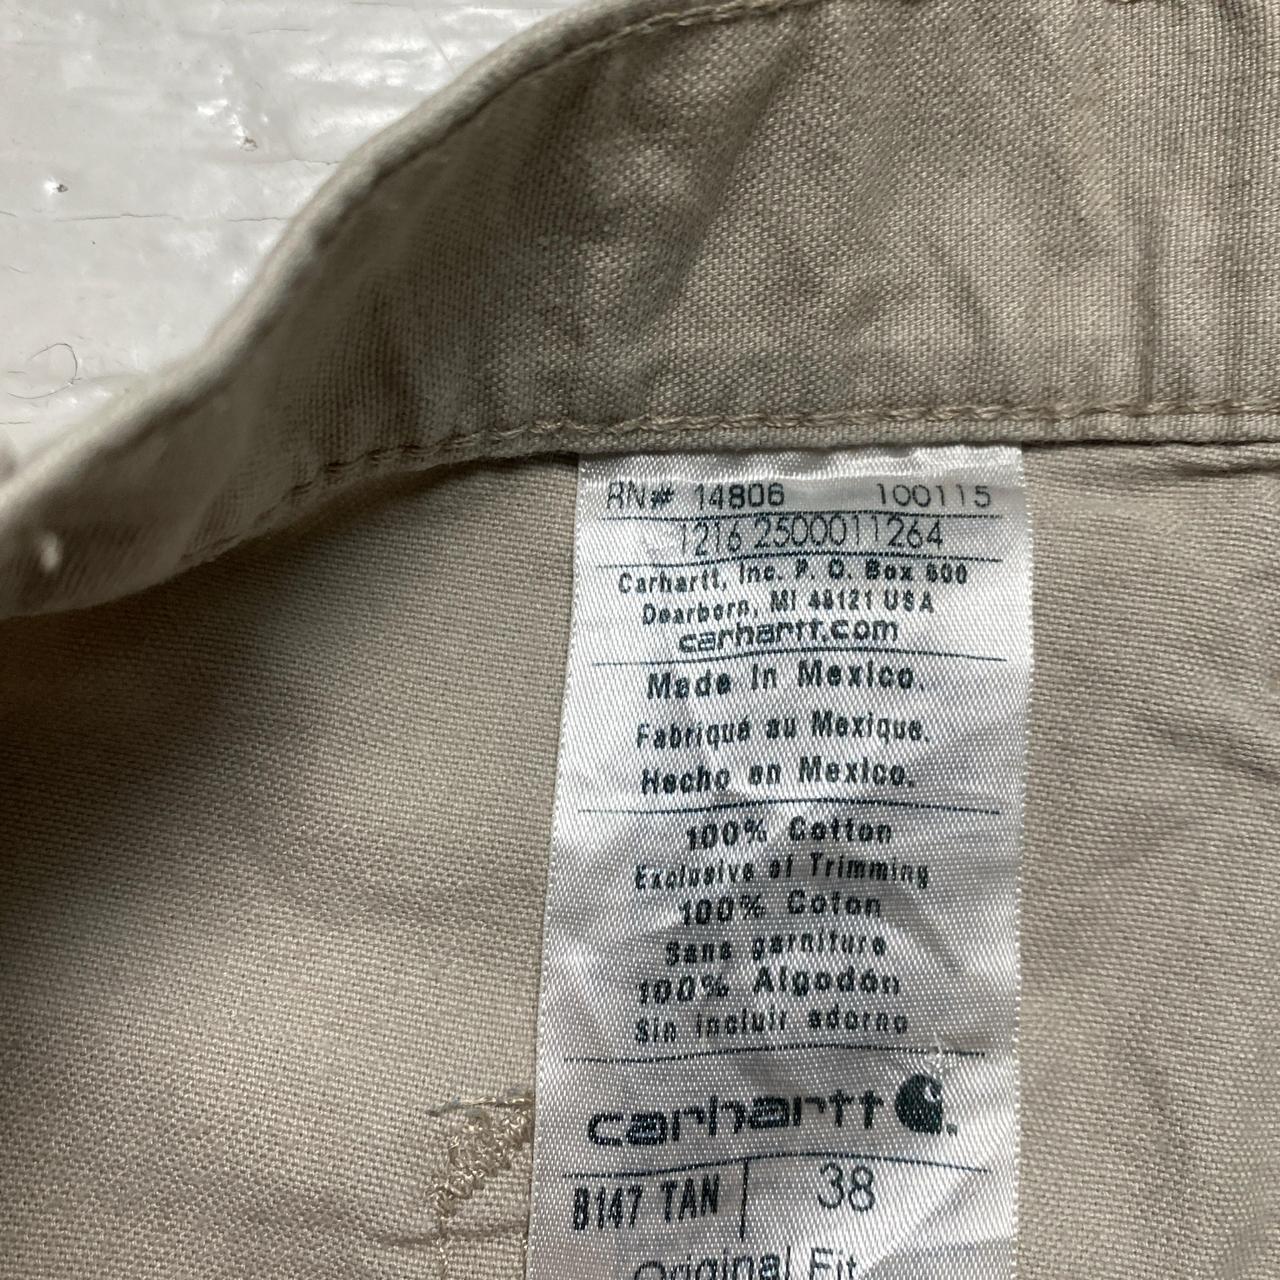 RN# 14806 100115
1216 2500011264
Carhartt, Inc. P. O. Box 600
Dearborn, MI 48121 USA
carhartt.com
Made in Mexico.
Fabriqué au Mexique.
Hecho en Mexico.
100% Cotton
Exclusive of Trimming
100% Coton
Sans garniture
100% Algodón
Sin incluir adorno
carhartt
B147 TAN 38
Original Fit